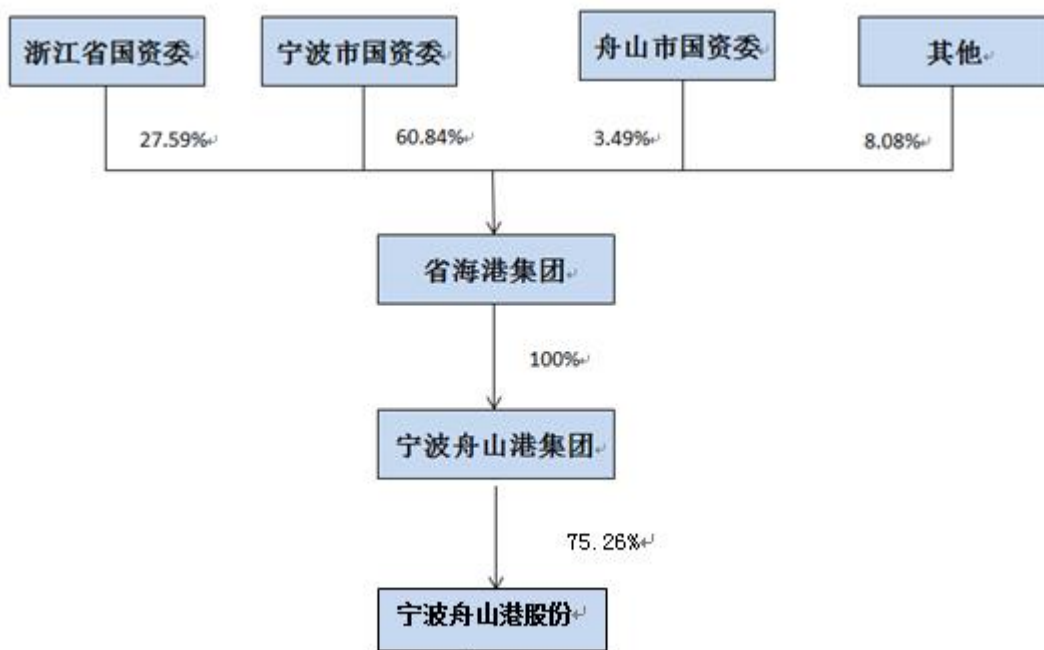 浙江省国资委
宁波市国资委
舟山市国资委
其他
27.59%
60.84%
3.49%
8.08%
省海港集团
100%
宁波舟山港集团
75.26%
宁波舟山港股份